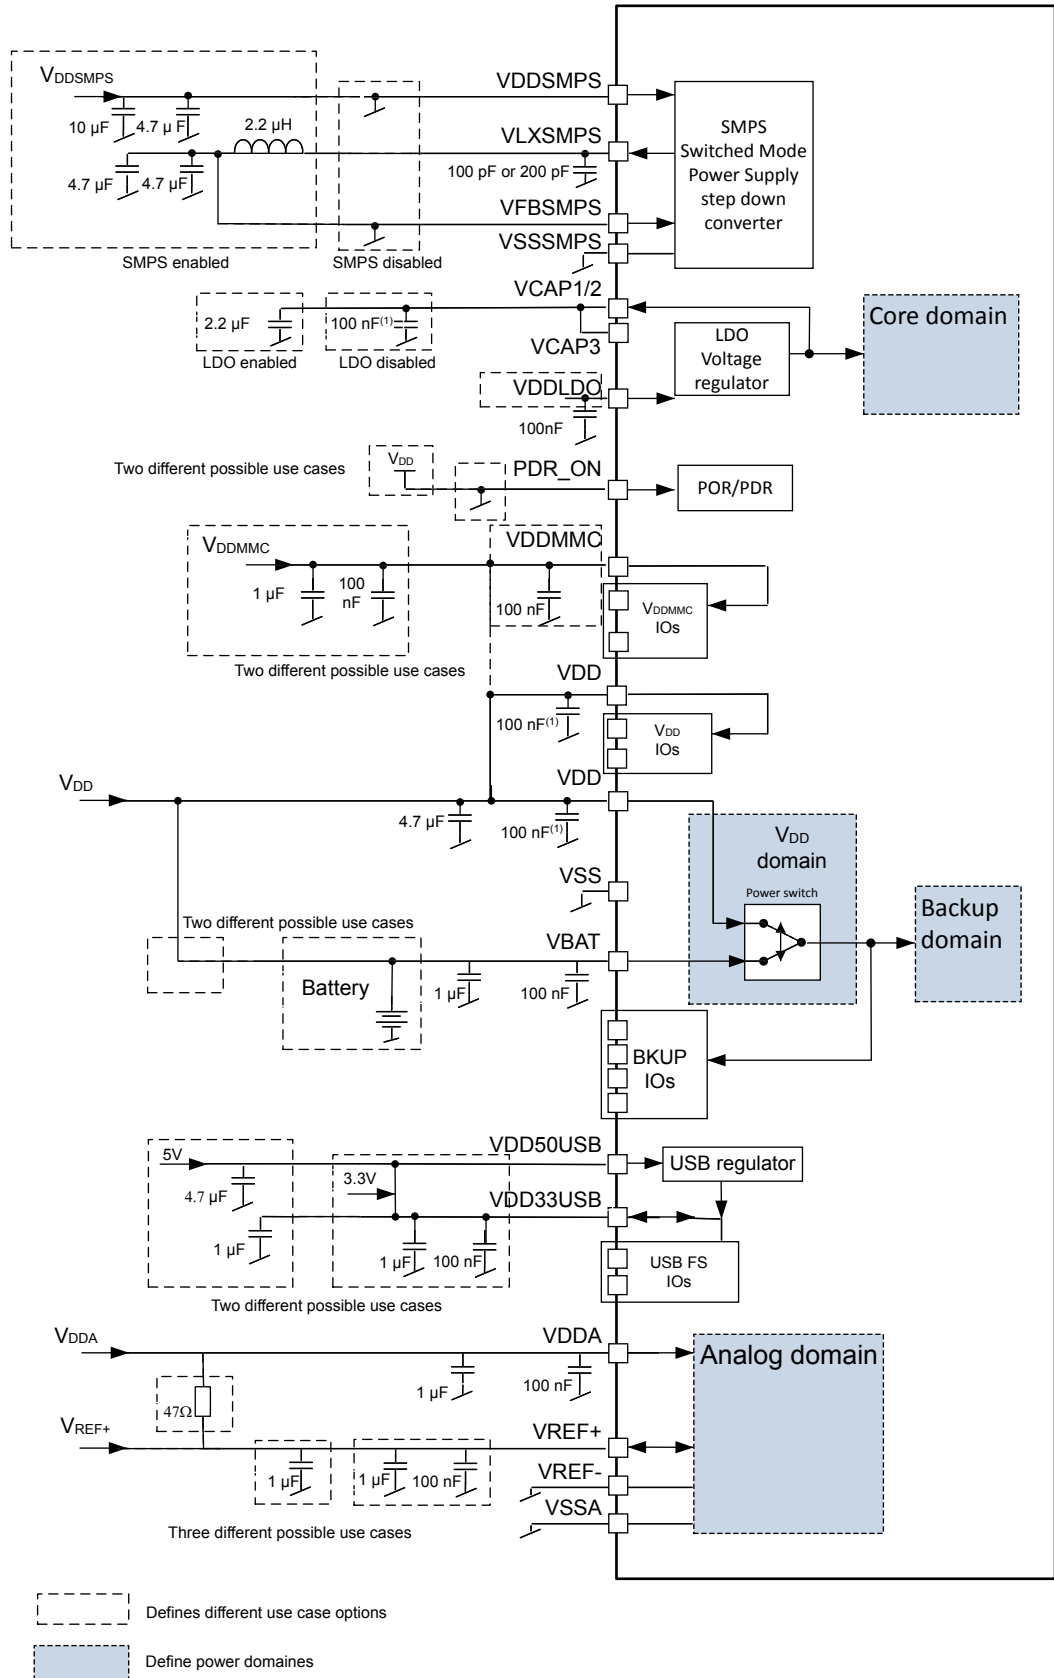 VDDSMPS
10 µF
4.7 µ F
2.2 µH
4.7 µF
4.7 µF
SMPS enabled
SMPS disabled
VDDSMPS
VLXSMPS
100 pF or 200 pF
VFBSMPS
VSSSMPS
SMPS
Switched Mode
Power Supply
step down
converter
VCAP1/2
2.2 µF
100 nF(1)
LDO enabled
LDO disabled
VCAP3
LDO
Voltage
regulator
Core domain
VDDLDO
100nF
Two different possible use cases
VDD
PDR_ON
POR/PDR
VDDMMC
VDDMMC
1 µF
100
nF
100 nF
VDDMMC
IOs
Two different possible use cases
VDD
100 nF(1)
VDD
IOs
VDD
VDD
4.7 µF
100 nF(1)
VDD
domain
Power switch
VSS
Backup
domain
Two different possible use cases
VBAT
Battery
1 µF
100 nF
BKUP
IOs
VDD50USB
5V
USB regulator
4.7 µF
3.3V
VDD33USB
1 µF
1 µF
100 nF
USB FS
IOs
Two different possible use cases
VDDA
VDDA
Analog domain
1 µF
100 nF
47Ω
VREF+
VREF+
1 µF
1 µF
100 nF
VREF-
VSSA
Three different possible use cases
Defines different use case options
Define power domaines